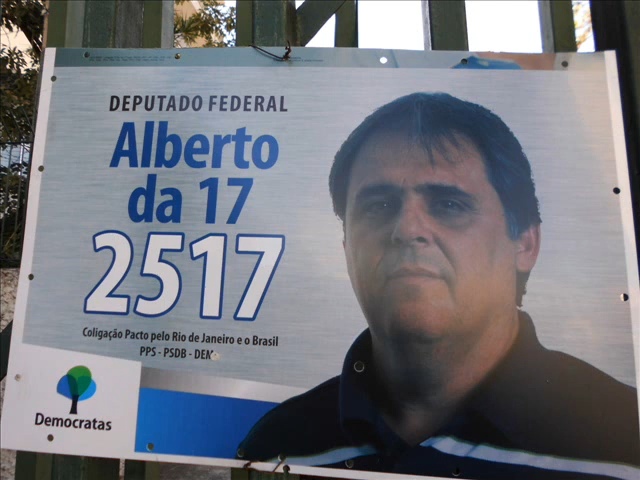 DEPUTADO FEDERAL
Alberto
da 17
2517
Coligação Pacto pelo Rio de Janeiro e o Brasil
PPS - PSDB - DEM
Democratas